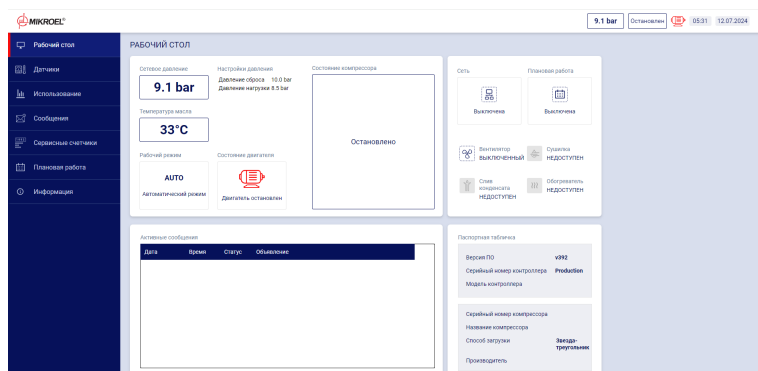 MIKROEL®
9.1 bar
Остановлен
05:31
12.07.2024
Рабочий стол
Датчики
Использование
Сообщения
Сервисные счетчики
Плановая работа
Информация
РАБОЧИЙ СТОЛ
Сетевое давление
9.1 bar
Настройки давления
Давление сброса 10.0 bar
Давление нагрузки 8.5 bar
Температура масла
33°C
Рабочий режим
AUTO
Автоматический режим
Состояние двигателя
Двигатель остановлен
Состояние компрессора
Остановлено
Сеть
Выключена
Плановая работа
Выключена
Вентилятор
ВЫКЛЮЧЕННЫЙ
Сушилка
НЕДОСТУПЕН
Слив
конденсата
НЕДОСТУПЕН
Обогреватель
НЕДОСТУПЕН
Активные сообщения
Дата Время Статус Объявление
Паспортная табличка
Версия ПО v392
Серийный номер контроллера Production
Модель контроллера
Серийный номер компрессора
Название компрессора
Способ загрузки Звезда-
треугольник
Производитель